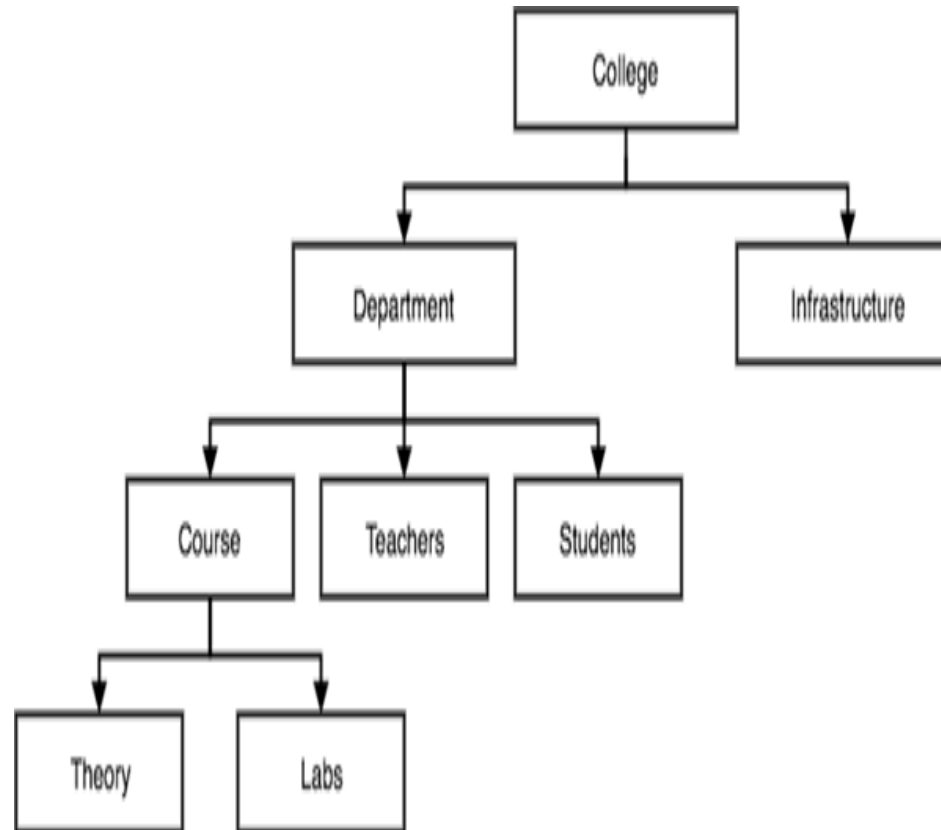 College
Department
Infrastructure
Course
Teachers
Students
Theory
Labs